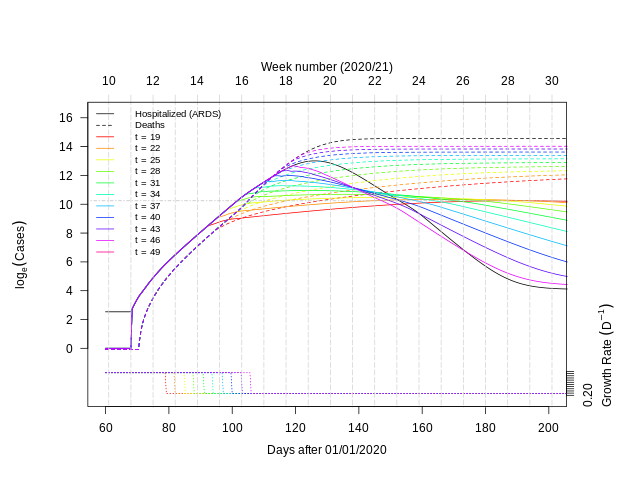 Week number (2020/21)
10 11 12 14 16 18 20 22 24 26 28 30
Hospitalized (ARDS)
Deaths
t = 19
t = 22
t = 25
t = 28
t = 31
t = 34
t = 37
t = 40
t = 43
t = 46
t = 49
16
14
12
10
8
6
4
2
0
logₑ(Cases)
0.20
Growth Rate (D⁻¹)
60 80 100 120 140 160 180 200
Days after 01/01/2020